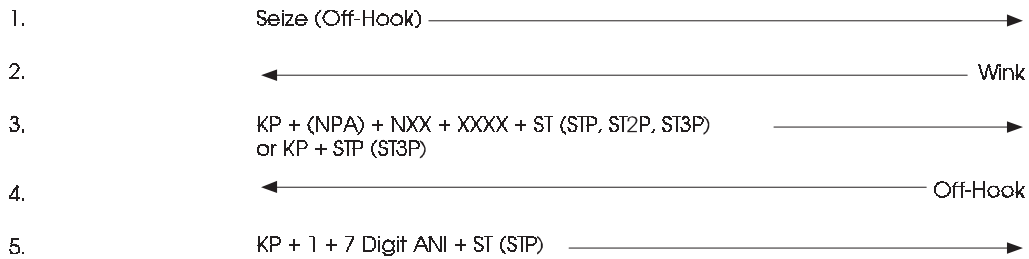 1. Seize (Off-Hook)
2. Wink
3. KP + (NPA) + NXX + XXXX + ST (STP, ST2P, ST3P)
or KP + STP (ST3P)
4. Off-Hook
5. KP + 1 + 7 Digit ANI + ST (STP)